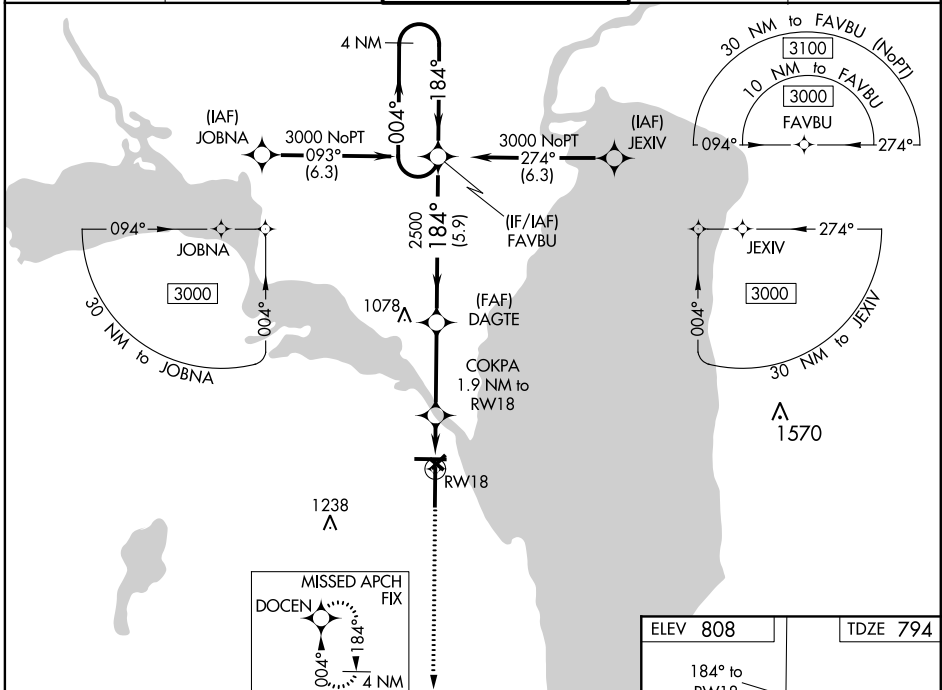 30 NM to FAVBU (NoPT)
3100
10 NM to FAVBU
3000
FAVBU
094°
274°
4 NM
004°
184°
(IAF)
JOBNA
3000 NoPT
093°
(6.3)
3000 NoPT
274°
(6.3)
(IAF)
JEXIV
(IF/IAF)
FAVBU
2500
184°
(5.9)
094°
JOBNA
3000
004°
30 NM to JOBNA
274°
JEXIV
3000
004°
30 NM to JEXIV
1078
(FAF)
DAGTE
COKPA
1.9 NM to
RW18
1570
RW18
1238
MISSED APCH
FIX
DOCEN
004°
184°
4 NM
ELEV 808
TDZE 794
184° to
RW18